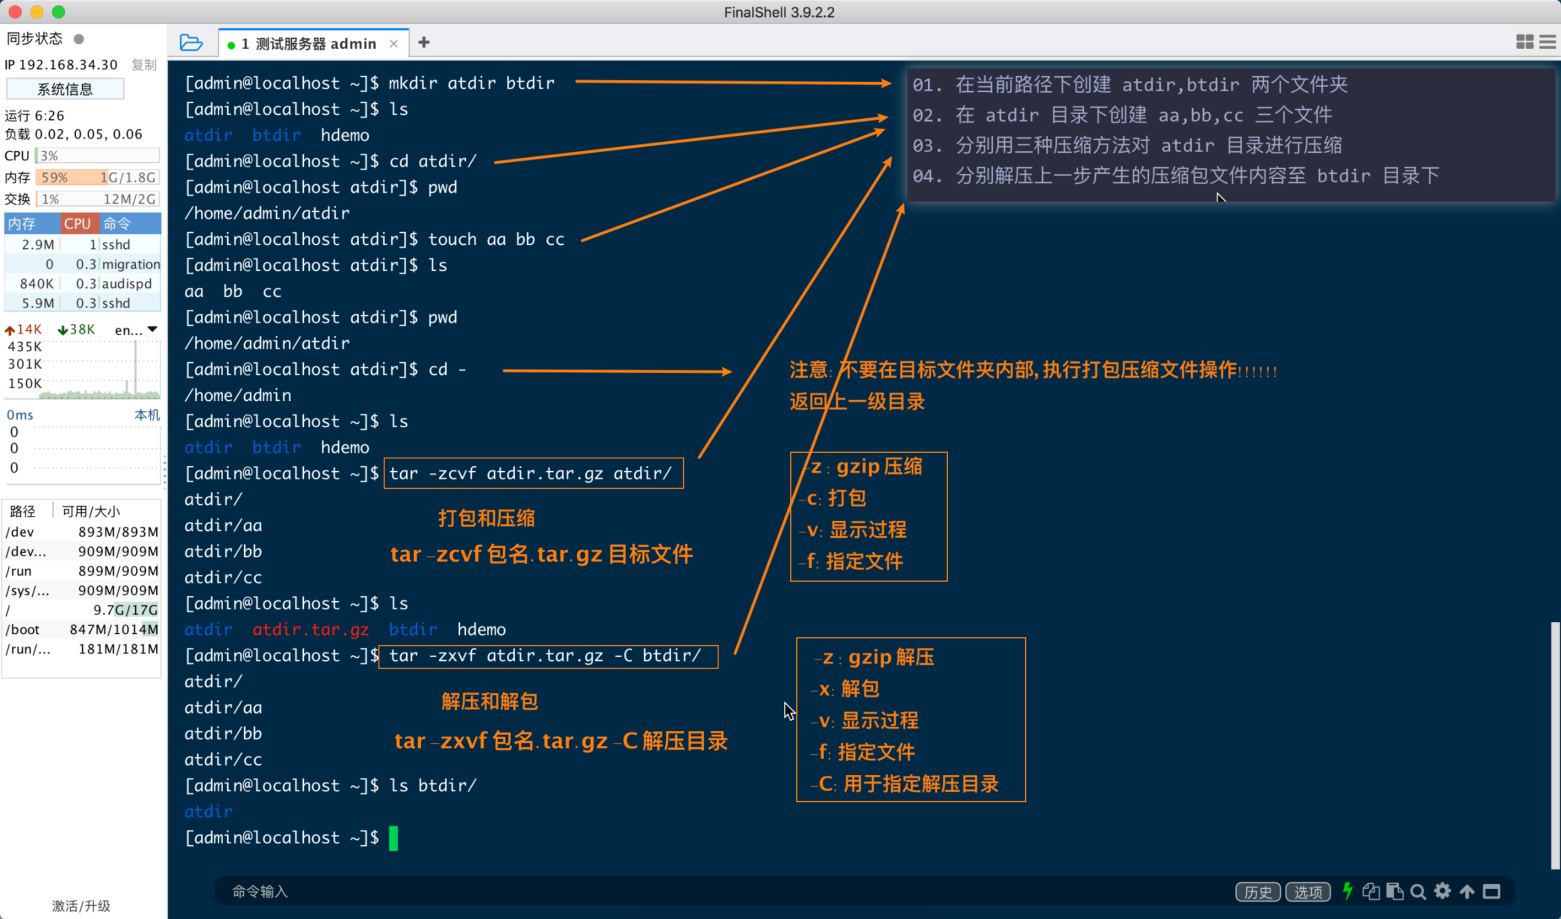 FinalShell 3.9.2.2
同步状态
1 测试服务器 admin
IP 192.168.34.30 复制
系统信息
运行 6:26
负载 0.02, 0.05, 0.06
CPU 3%
内存 59% 1G/1.8G
交换 1% 12M/2G
内存 CPU 命令
2.9M 1 sshd
0 0.3 migration
840K 0.3 audispd
5.9M 0.3 sshd
14K 38K en...
435K
301K
150K
0ms 本机
0
0
0
路径 可用/大小
/dev 893M/893M
/dev... 909M/909M
/run 899M/909M
/sys/... 909M/909M
/ 9.7G/17G
/boot 847M/1014M
/run/... 181M/181M
激活/升级
[admin@localhost ~]$ mkdir atdir btdir
[admin@localhost ~]$ ls
atdir btdir hdemo
[admin@localhost ~]$ cd atdir/
[admin@localhost atdir]$ pwd
/home/admin/atdir
[admin@localhost atdir]$ touch aa bb cc
[admin@localhost atdir]$ ls
aa bb cc
[admin@localhost atdir]$ pwd
/home/admin/atdir
[admin@localhost atdir]$ cd -
/home/admin
[admin@localhost ~]$ ls
atdir btdir hdemo
[admin@localhost ~]$ tar -zcvf atdir.tar.gz atdir/
atdir/
atdir/aa
atdir/bb
atdir/cc
打包和压缩
tar -zcvf 包名.tar.gz 目标文件
[admin@localhost ~]$ ls
atdir atdir.tar.gz btdir hdemo
[admin@localhost ~]$ tar -zxvf atdir.tar.gz -C btdir/
atdir/
atdir/aa
atdir/bb
atdir/cc
解压和解包
tar -zxvf 包名.tar.gz -C 解压目录
[admin@localhost ~]$ ls btdir/
atdir
[admin@localhost ~]$
01. 在当前路径下创建 atdir,btdir 两个文件夹
02. 在 atdir 目录下创建 aa,bb,cc 三个文件
03. 分别用三种压缩方法对 atdir 目录进行压缩
04. 分别解压上一步产生的压缩包文件内容至 btdir 目录下
注意: 不要在目标文件夹内部,执行打包压缩文件操作!!!!!!
返回上一级目录
-z : gzip 压缩
-c: 打包
-v: 显示过程
-f: 指定文件
-z : gzip 解压
-x: 解包
-v: 显示过程
-f: 指定文件
-C: 用于指定解压目录
命令输入
历史 选项